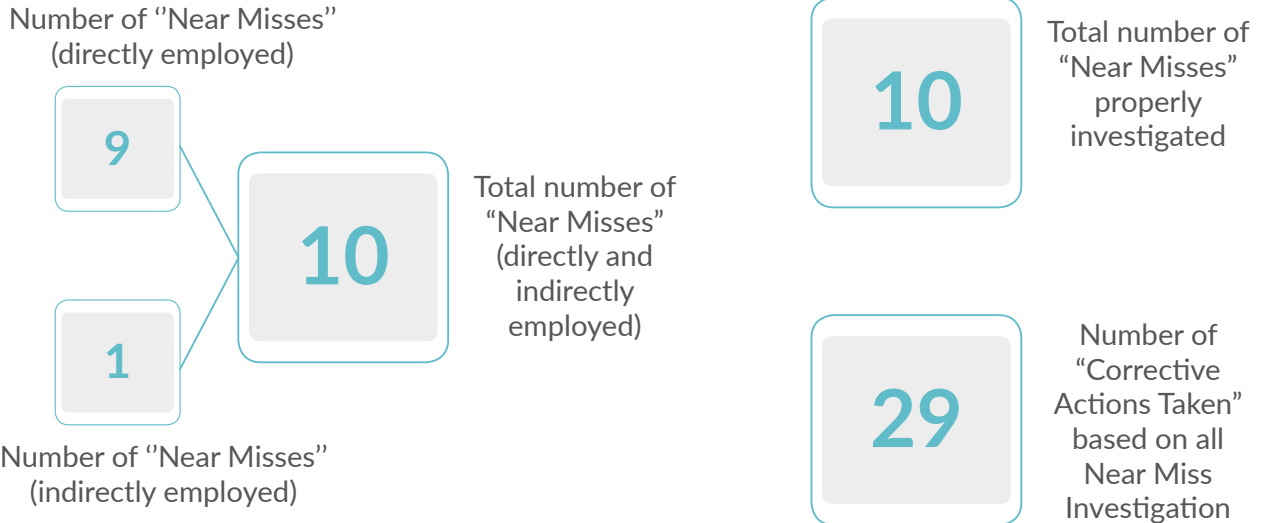 Number of ‘’Near Misses’’
(directly employed)
9
1
Number of ‘’Near Misses’’
(indirectly employed)
10
Total number of
“Near Misses”
(directly and
indirectly
employed)
10
Total number of
“Near Misses”
properly
investigated
29
Number of
“Corrective
Actions Taken”
based on all
Near Miss
Investigation